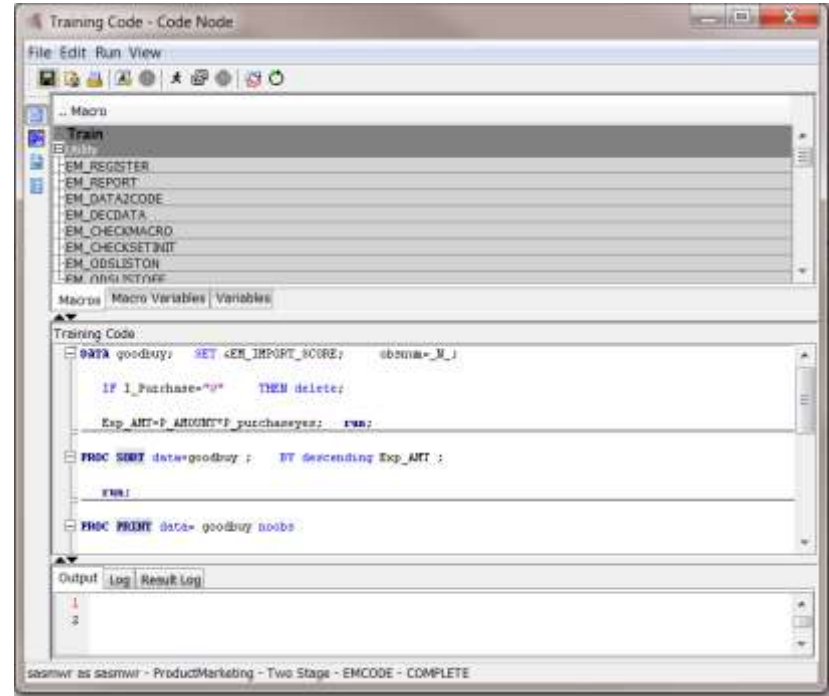 Training Code - Code Node
File Edit Run View
.. Macro
Train
Utility
EM_REGISTER
EM_REPORT
EM_DATA2CODE
EM_DECDATA
EM_CHECKMACRO
EM_CHECKSETINIT
EM_ODSLISTON
EM_ODSLISTOFF
Macros Macro Variables Variables
Training Code
DATA goodbuy; SET &EM_IMPORT_SCORE; obsnum=_N_;
IF I_Purchase= THEN delete;
Exp_AMT=P_AMOUNT*P_purchaseyes; run;
PROC SORT data=goodbuy ; BY descending Exp_AMT ;
run;
PROC PRINT data= goodbuy noobs
Output Log Result Log
1
2
sasmwr as sasmwr - ProductMarketing - Two Stage - EMCODE - COMPLETE